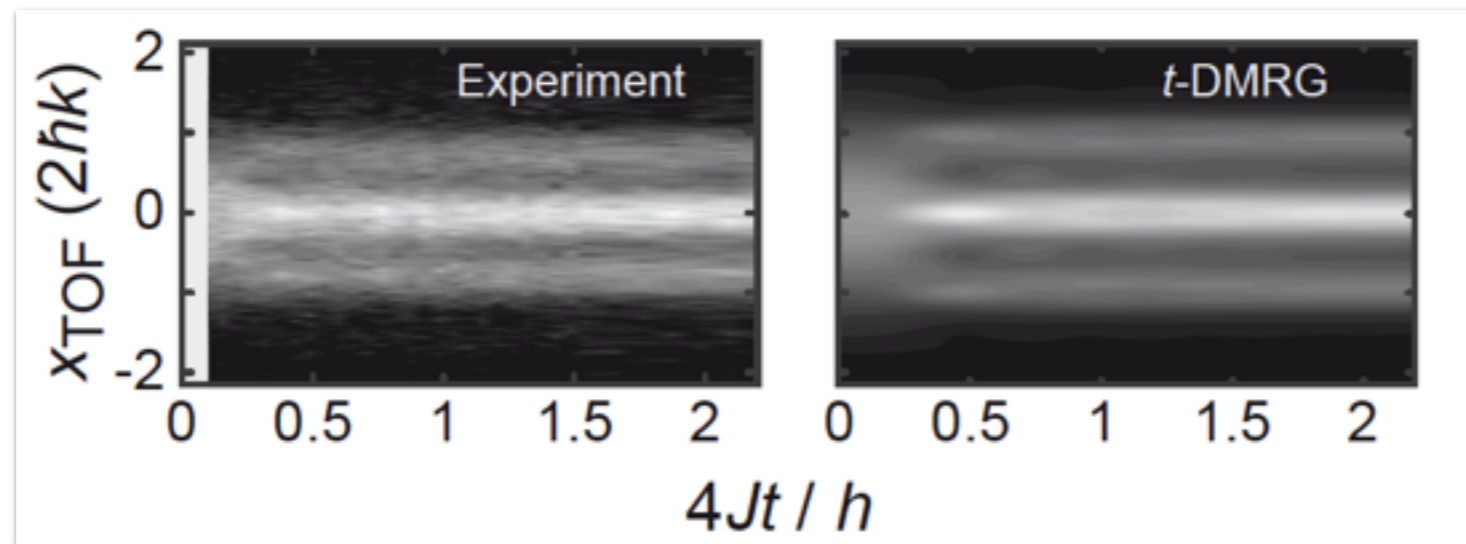 Experiment
t-DMRG
2
0
-2
x_TOF (2ħk)
0 0.5 1 1.5 2
0 0.5 1 1.5 2
4Jt / h